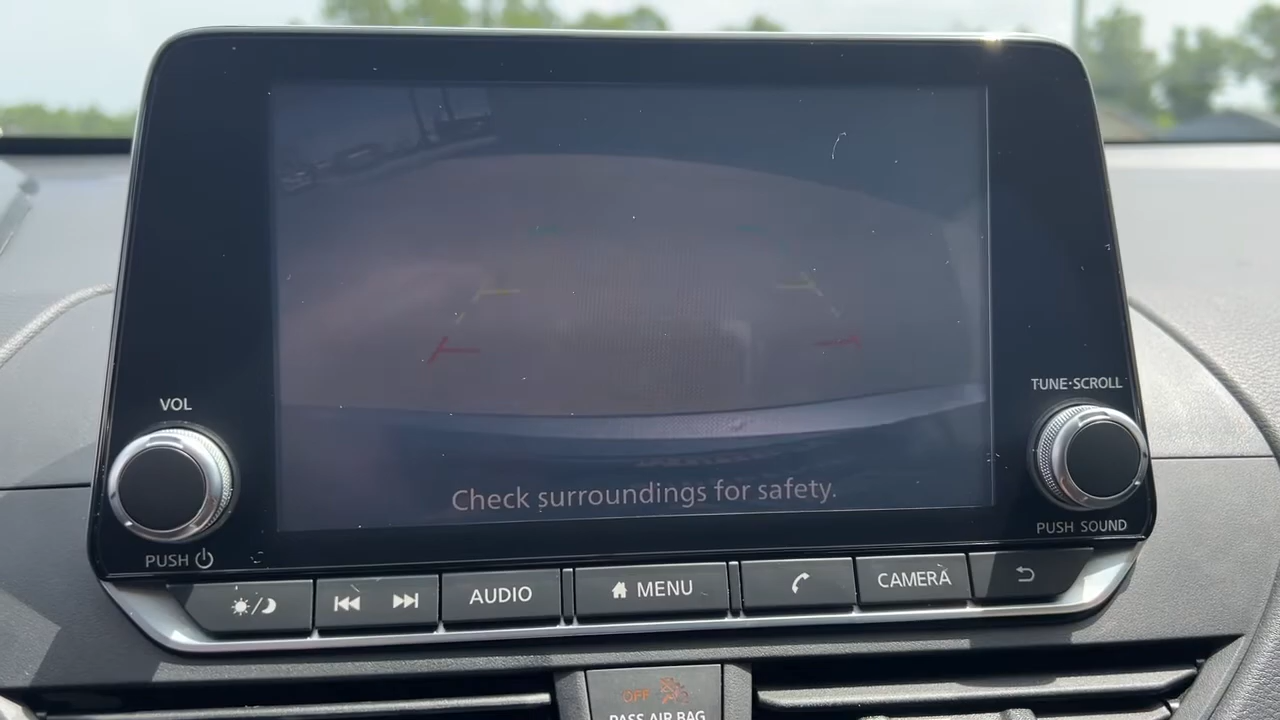 VOL
TUNE·SCROLL
Check surroundings for safety.
PUSH
PUSH SOUND
AUDIO
MENU
CAMERA
OFF
PASS AIR BAG